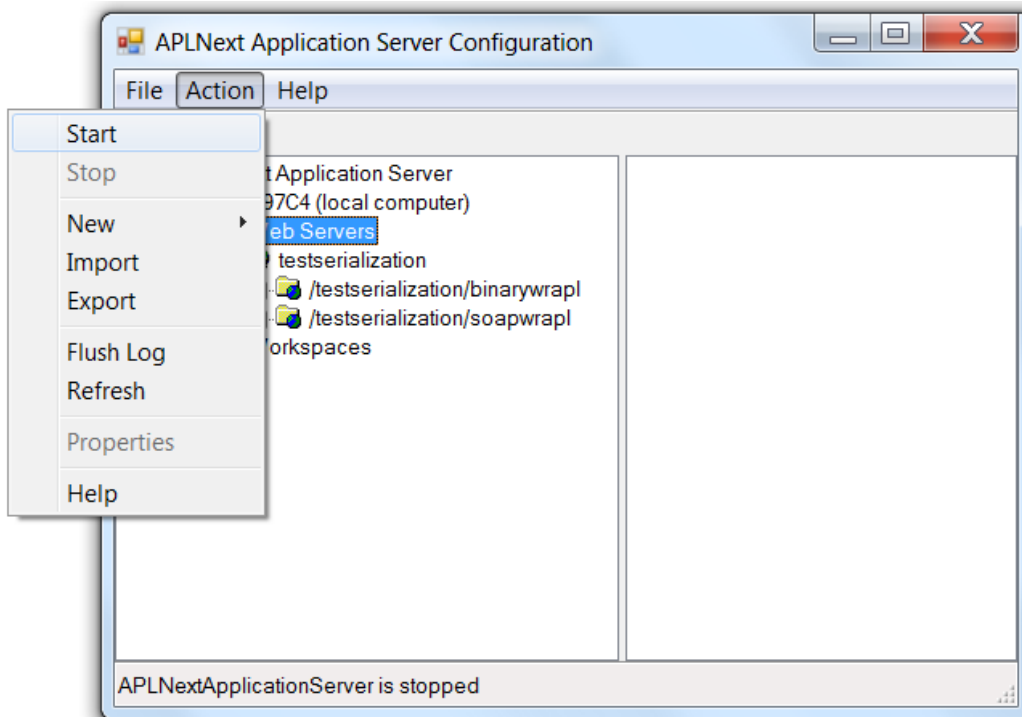 APLNext Application Server Configuration
File Action Help
Start
Stop
New
Import
Export
Flush Log
Refresh
Properties
Help
t Application Server
97C4 (local computer)
eb Servers
testserialization
/testserialization/binarywrapl
/testserialization/soapwrapl
orkspaces
APLNextApplicationServer is stopped